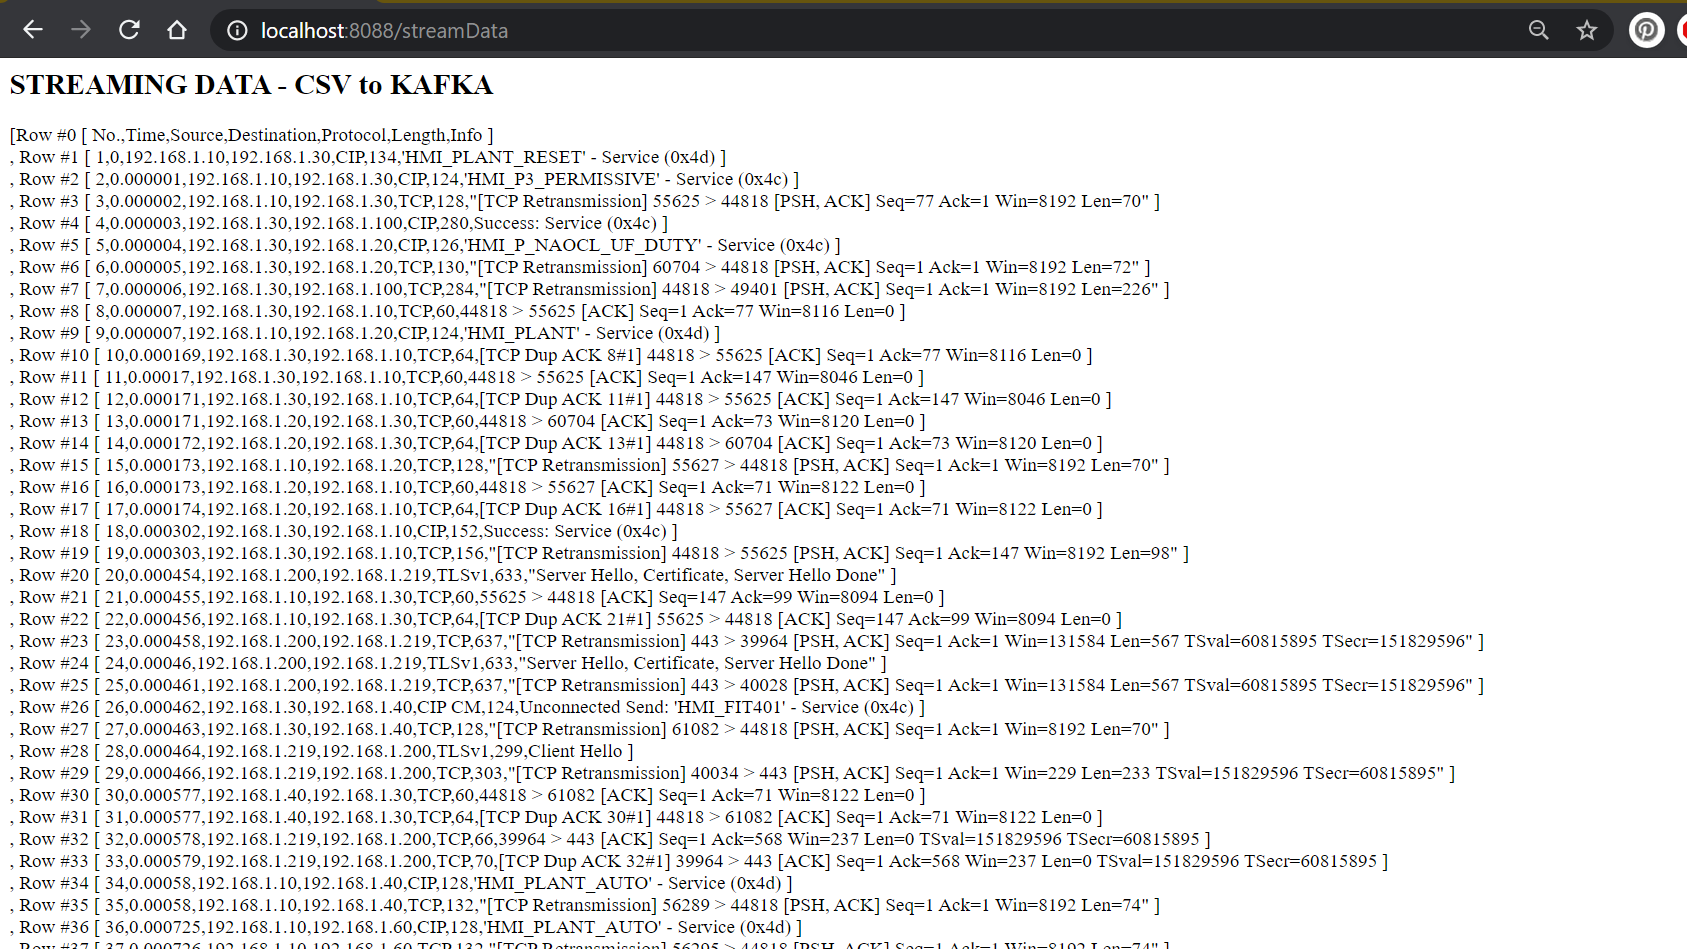 localhost:8088/streamData
STREAMING DATA - CSV to KAFKA
[Row #0 [ No.,Time,Source,Destination,Protocol,Length,Info ]
, Row #1 [ 1,0,192.168.1.10,192.168.1.30,CIP,134,'HMI_PLANT_RESET' - Service (0x4d) ]
, Row #2 [ 2,0.000001,192.168.1.10,192.168.1.30,CIP,124,'HMI_P3_PERMISSIVE' - Service (0x4c) ]
, Row #3 [ 3,0.000002,192.168.1.10,192.168.1.30,TCP,128,"[TCP Retransmission] 55625 > 44818 [PSH, ACK] Seq=77 Ack=1 Win=8192 Len=70" ]
, Row #4 [ 4,0.000003,192.168.1.30,192.168.1.100,CIP,280,Success: Service (0x4c) ]
, Row #5 [ 5,0.000004,192.168.1.30,192.168.1.20,CIP,126,'HMI_P_NAOCL_UF_DUTY' - Service (0x4c) ]
, Row #6 [ 6,0.000005,192.168.1.30,192.168.1.20,TCP,130,"[TCP Retransmission] 60704 > 44818 [PSH, ACK] Seq=1 Ack=1 Win=8192 Len=72" ]
, Row #7 [ 7,0.000006,192.168.1.30,192.168.1.100,TCP,284,"[TCP Retransmission] 44818 > 49401 [PSH, ACK] Seq=1 Ack=1 Win=8192 Len=226" ]
, Row #8 [ 8,0.000007,192.168.1.30,192.168.1.10,TCP,60,44818 > 55625 [ACK] Seq=1 Ack=77 Win=8116 Len=0 ]
, Row #9 [ 9,0.000007,192.168.1.10,192.168.1.20,CIP,124,'HMI_PLANT' - Service (0x4d) ]
, Row #10 [ 10,0.000169,192.168.1.30,192.168.1.10,TCP,64,[TCP Dup ACK 8#1] 44818 > 55625 [ACK] Seq=1 Ack=77 Win=8116 Len=0 ]
, Row #11 [ 11,0.00017,192.168.1.30,192.168.1.10,TCP,60,44818 > 55625 [ACK] Seq=1 Ack=147 Win=8046 Len=0 ]
, Row #12 [ 12,0.000171,192.168.1.30,192.168.1.10,TCP,64,[TCP Dup ACK 11#1] 44818 > 55625 [ACK] Seq=1 Ack=147 Win=8046 Len=0 ]
, Row #13 [ 13,0.000171,192.168.1.20,192.168.1.30,TCP,60,44818 > 60704 [ACK] Seq=1 Ack=73 Win=8120 Len=0 ]
, Row #14 [ 14,0.000172,192.168.1.20,192.168.1.30,TCP,64,[TCP Dup ACK 13#1] 44818 > 60704 [ACK] Seq=1 Ack=73 Win=8120 Len=0 ]
, Row #15 [ 15,0.000173,192.168.1.10,192.168.1.20,TCP,128,"[TCP Retransmission] 55627 > 44818 [PSH, ACK] Seq=1 Ack=1 Win=8192 Len=70" ]
, Row #16 [ 16,0.000173,192.168.1.20,192.168.1.10,TCP,60,44818 > 55627 [ACK] Seq=1 Ack=71 Win=8122 Len=0 ]
, Row #17 [ 17,0.000174,192.168.1.20,192.168.1.10,TCP,64,[TCP Dup ACK 16#1] 44818 > 55627 [ACK] Seq=1 Ack=71 Win=8122 Len=0 ]
, Row #18 [ 18,0.000302,192.168.1.30,192.168.1.10,CIP,152,Success: Service (0x4c) ]
, Row #19 [ 19,0.000303,192.168.1.30,192.168.1.10,TCP,156,"[TCP Retransmission] 44818 > 55625 [PSH, ACK] Seq=1 Ack=147 Win=8192 Len=98" ]
, Row #20 [ 20,0.000454,192.168.1.200,192.168.1.219,TLSv1,633,"Server Hello, Certificate, Server Hello Done" ]
, Row #21 [ 21,0.000455,192.168.1.10,192.168.1.30,TCP,60,55625 > 44818 [ACK] Seq=147 Ack=99 Win=8094 Len=0 ]
, Row #22 [ 22,0.000456,192.168.1.10,192.168.1.30,TCP,64,[TCP Dup ACK 21#1] 55625 > 44818 [ACK] Seq=147 Ack=99 Win=8094 Len=0 ]
, Row #23 [ 23,0.000458,192.168.1.200,192.168.1.219,TCP,637,"[TCP Retransmission] 443 > 39964 [PSH, ACK] Seq=1 Ack=1 Win=131584 Len=567 TSval=60815895 TSecr=151829596" ]
, Row #24 [ 24,0.00046,192.168.1.200,192.168.1.219,TLSv1,633,"Server Hello, Certificate, Server Hello Done" ]
, Row #25 [ 25,0.000461,192.168.1.200,192.168.1.219,TCP,637,"[TCP Retransmission] 443 > 40028 [PSH, ACK] Seq=1 Ack=1 Win=131584 Len=567 TSval=60815895 TSecr=151829596" ]
, Row #26 [ 26,0.000462,192.168.1.30,192.168.1.40,CIP CM,124,Unconnected Send: 'HMI_FIT401' - Service (0x4c) ]
, Row #27 [ 27,0.000463,192.168.1.30,192.168.1.40,TCP,128,"[TCP Retransmission] 61082 > 44818 [PSH, ACK] Seq=1 Ack=1 Win=8192 Len=70" ]
, Row #28 [ 28,0.000464,192.168.1.219,192.168.1.200,TLSv1,299,Client Hello ]
, Row #29 [ 29,0.000466,192.168.1.219,192.168.1.200,TCP,303,"[TCP Retransmission] 40034 > 443 [PSH, ACK] Seq=1 Ack=1 Win=229 Len=233 TSval=151829596 TSecr=60815895" ]
, Row #30 [ 30,0.000577,192.168.1.40,192.168.1.30,TCP,60,44818 > 61082 [ACK] Seq=1 Ack=71 Win=8122 Len=0 ]
, Row #31 [ 31,0.000577,192.168.1.40,192.168.1.30,TCP,64,[TCP Dup ACK 30#1] 44818 > 61082 [ACK] Seq=1 Ack=71 Win=8122 Len=0 ]
, Row #32 [ 32,0.000578,192.168.1.219,192.168.1.200,TCP,66,39964 > 443 [ACK] Seq=1 Ack=568 Win=237 Len=0 TSval=151829596 TSecr=60815895 ]
, Row #33 [ 33,0.000579,192.168.1.219,192.168.1.200,TCP,70,[TCP Dup ACK 32#1] 39964 > 443 [ACK] Seq=1 Ack=568 Win=237 Len=0 TSval=151829596 TSecr=60815895 ]
, Row #34 [ 34,0.00058,192.168.1.10,192.168.1.40,CIP,128,'HMI_PLANT_AUTO' - Service (0x4d) ]
, Row #35 [ 35,0.00058,192.168.1.10,192.168.1.40,TCP,132,"[TCP Retransmission] 56289 > 44818 [PSH, ACK] Seq=1 Ack=1 Win=8192 Len=74" ]
, Row #36 [ 36,0.000725,192.168.1.10,192.168.1.60,CIP,128,'HMI_PLANT_AUTO' - Service (0x4d) ]
, Row #37 [ 37,0.000726,192.168.1.10,192.168.1.60,TCP,132,"[TCP Retransmission] 56295 > 44818 [PSH, ACK] Seq=1 Ack=1 Win=8192 Len=74" ]